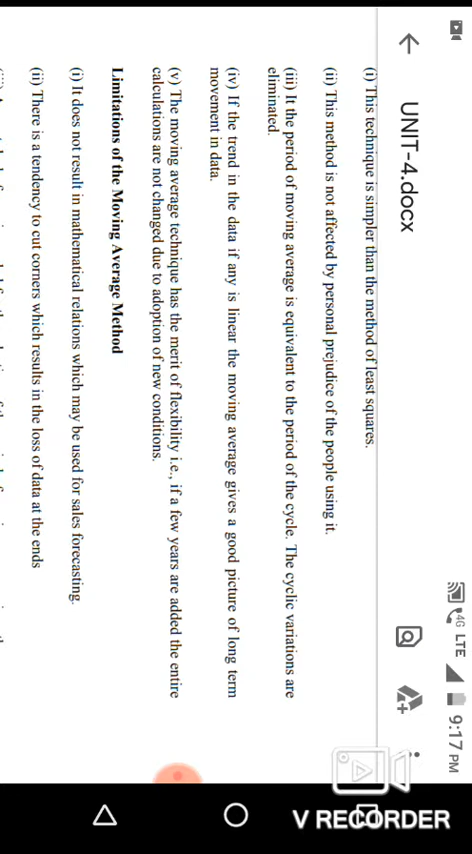 4G LTE 9:17 PM
UNIT-4.docx
(i) This technique is simpler than the method of least squares.
(ii) This method is not affected by personal prejudice of the people using it.
(iii) It the period of moving average is equivalent to the period of the cycle. The cyclic variations are
eliminated.
(iv) If the trend in the data if any is linear the moving average gives a good picture of long term
movement in data.
(v) The moving average technique has the merit of flexibility i.e., if a few years are added the entire
calculations are not changed due to adoption of new conditions.
Limitations of the Moving Average Method
(i) It does not result in mathematical relations which may be used for sales forecasting.
(ii) There is a tendency to cut corners which results in the loss of data at the ends
V RECORDER